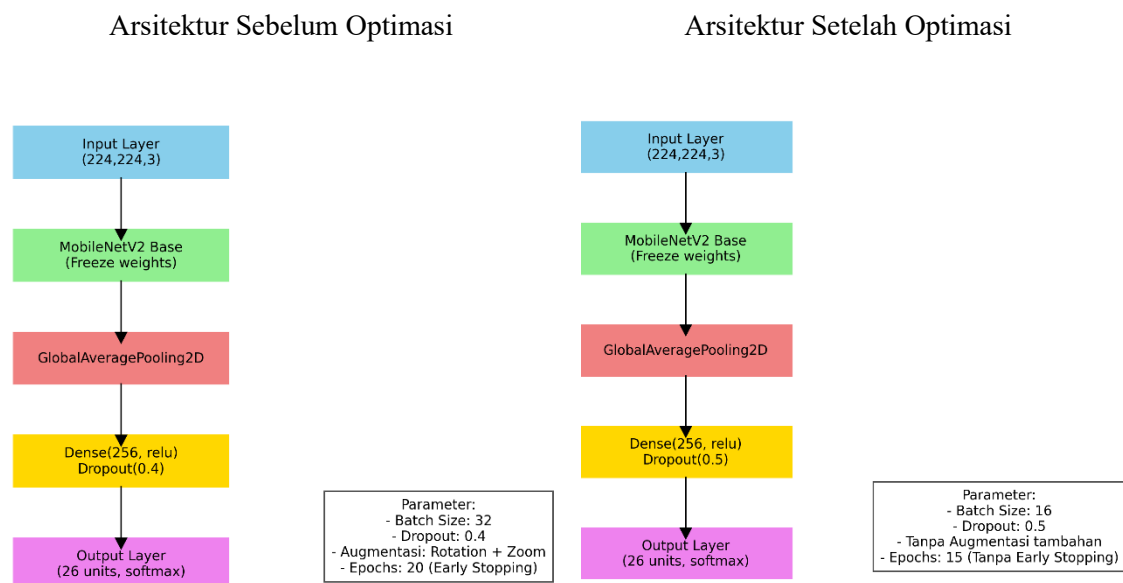 Arsitektur Sebelum Optimasi
Input Layer
(224,224,3)
MobileNetV2 Base
(Freeze weights)
GlobalAveragePooling2D
Dense(256, relu)
Dropout(0.4)
Output Layer
(26 units, softmax)
Parameter:
- Batch Size: 32
- Dropout: 0.4
- Augmentasi: Rotation + Zoom
- Epochs: 20 (Early Stopping)
Arsitektur Setelah Optimasi
Input Layer
(224,224,3)
MobileNetV2 Base
(Freeze weights)
GlobalAveragePooling2D
Dense(256, relu)
Dropout(0.5)
Output Layer
(26 units, softmax)
Parameter:
- Batch Size: 16
- Dropout: 0.5
- Tanpa Augmentasi tambahan
- Epochs: 15 (Tanpa Early Stopping)